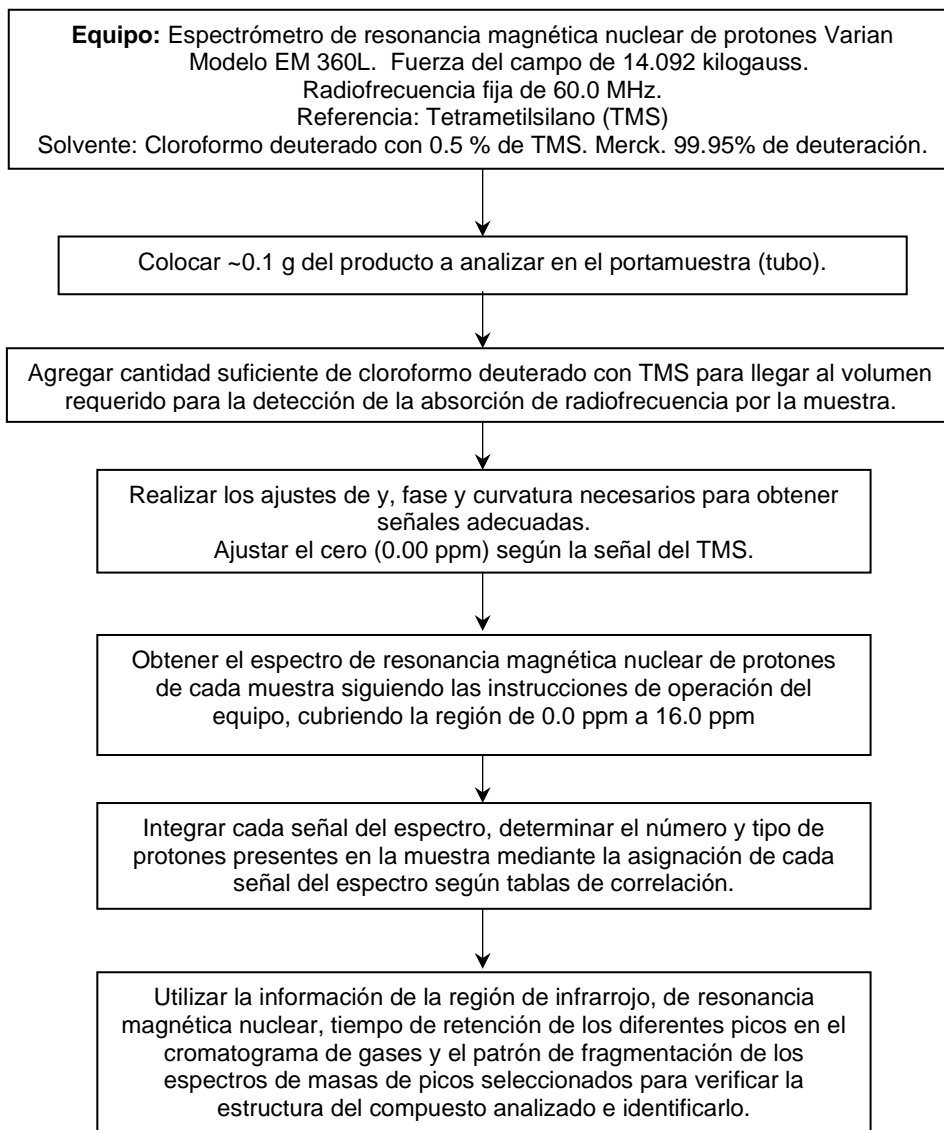 Equipo: Espectrómetro de resonancia magnética nuclear de protones Varian
Modelo EM 360L. Fuerza del campo de 14.092 kilogauss.
Radiofrecuencia fija de 60.0 MHz.
Referencia: Tetrametilsilano (TMS)
Solvente: Cloroformo deuterado con 0.5 % de TMS. Merck. 99.95% de deuteración.
Colocar ~0.1 g del producto a analizar en el portamuestra (tubo).
Agregar cantidad suficiente de cloroformo deuterado con TMS para llegar al volumen
requerido para la detección de la absorción de radiofrecuencia por la muestra.
Realizar los ajustes de y, fase y curvatura necesarios para obtener
señales adecuadas.
Ajustar el cero (0.00 ppm) según la señal del TMS.
Obtener el espectro de resonancia magnética nuclear de protones
de cada muestra siguiendo las instrucciones de operación del
equipo, cubriendo la región de 0.0 ppm a 16.0 ppm
Integrar cada señal del espectro, determinar el número y tipo de
protones presentes en la muestra mediante la asignación de cada
señal del espectro según tablas de correlación.
Utilizar la información de la región de infrarrojo, de resonancia
magnética nuclear, tiempo de retención de los diferentes picos en el
cromatograma de gases y el patrón de fragmentación de los
espectros de masas de picos seleccionados para verificar la
estructura del compuesto analizado e identificarlo.